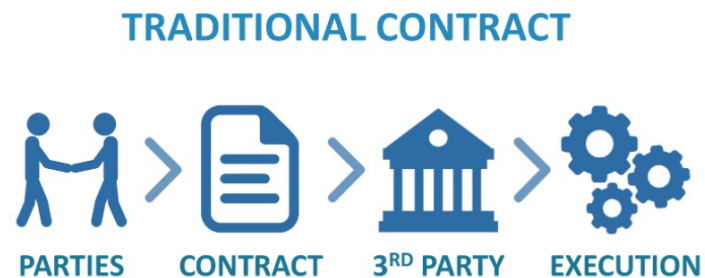 TRADITIONAL CONTRACT
PARTIES CONTRACT 3RD PARTY EXECUTION